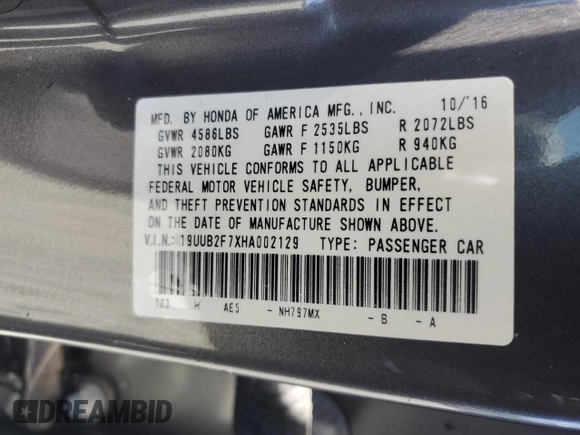 MFD. BY HONDA OF AMERICA MFG., INC. 10/'16
GVWR 4586LBS GAWR F 2535LBS R 2072LBS
GVWR 2080KG GAWR F 1150KG R 940KG
THIS VEHICLE CONFORMS TO ALL APPLICABLE
FEDERAL MOTOR VEHICLE SAFETY, BUMPER,
AND THEFT PREVENTION STANDARDS IN EFFECT
ON THE DATE OF MANUFACTURE SHOWN ABOVE.
V.I.N.: 19UUB2F7XHA002129 TYPE: PASSENGER CAR
TZ3 H AE5 - NH797MX - B - A
DREAMBID